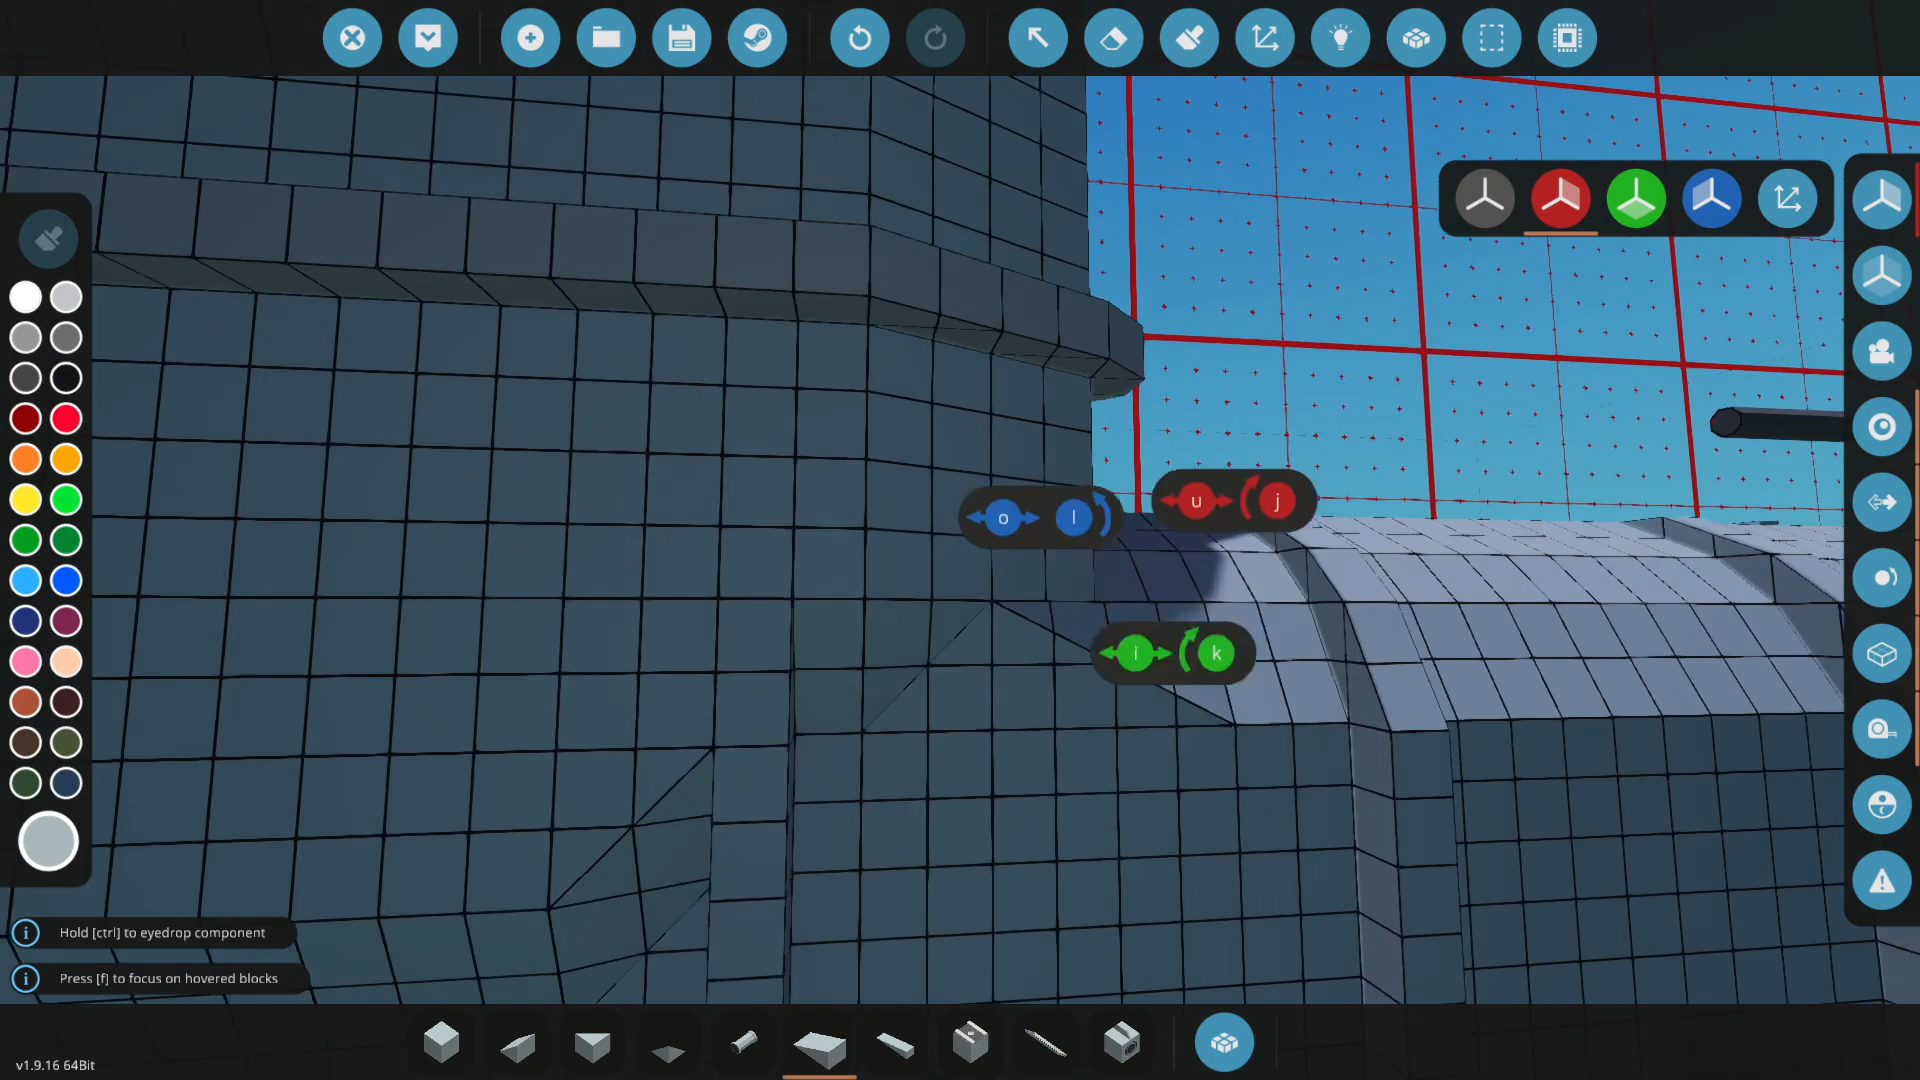 o l
u j
i k
Hold [ctrl] to eyedrop component
Press [f] to focus on hovered blocks
v1.9.16 64Bit